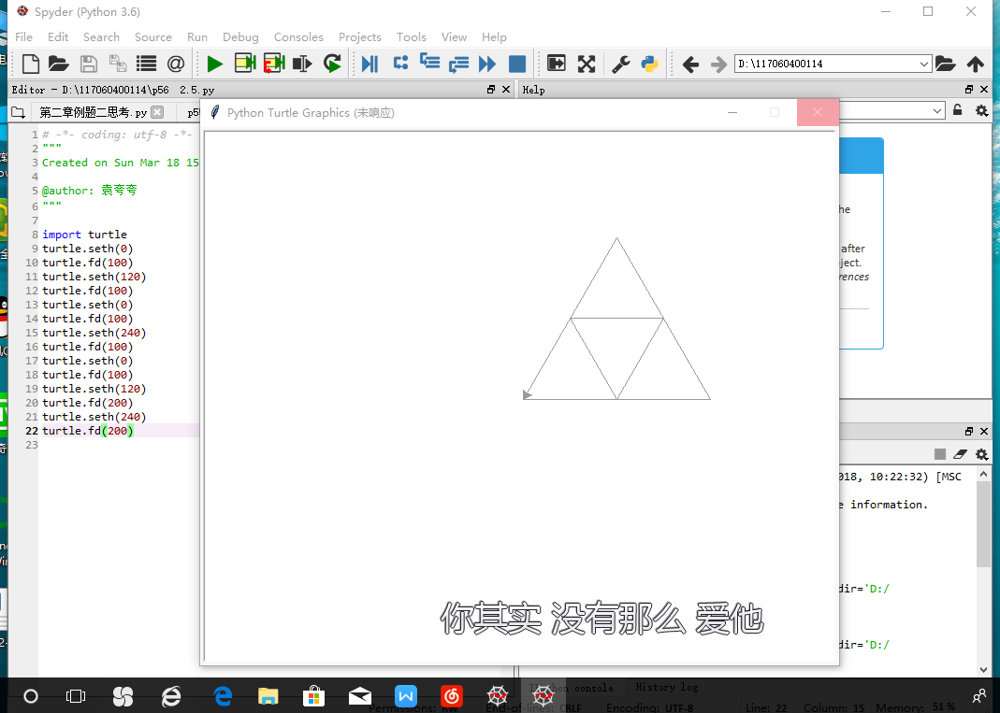 Spyder (Python 3.6)
File Edit Search Source Run Debug Consoles Projects Tools View Help
D:\117060400114
Editor - D:\117060400114\p56 2.5.py
Help
第二章例题二思考.py
Python Turtle Graphics (未响应)
1 # -*- coding: utf-8 -*-
2 """
3 Created on Sun Mar 18 15
4
5 @author: 袁夸夸
6 """
7
8 import turtle
9 turtle.seth(0)
10 turtle.fd(100)
11 turtle.seth(120)
12 turtle.fd(100)
13 turtle.seth(0)
14 turtle.fd(100)
15 turtle.seth(240)
16 turtle.fd(100)
17 turtle.seth(0)
18 turtle.fd(100)
19 turtle.seth(120)
20 turtle.fd(200)
21 turtle.seth(240)
22 turtle.fd(200)
23
he
after
ject.
rences
018, 10:22:32) [MSC
e information.
dir='D:/
dir='D:/
你其实 没有那么 爱他
console
History log
Permissions: RW End-of-lines: CRLF Encoding: UTF-8 Line: 22 Column: 15 Memory: 51 %